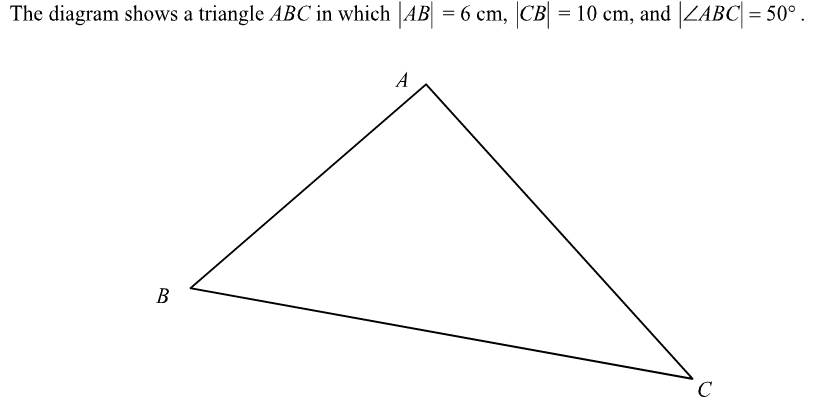 The diagram shows a triangle ABC in which |AB| = 6 cm, |CB| = 10 cm, and |∠ABC| = 50°.
A
B
C